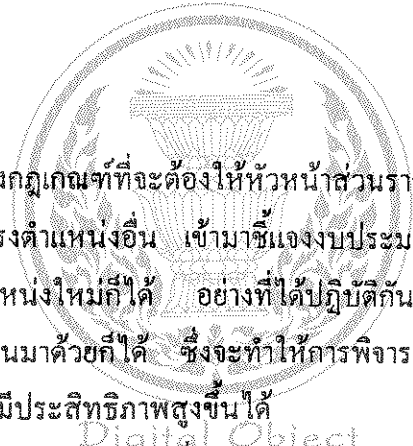 งกฎเกณฑ์ที่จะต้องให้หัวหน้าส่วนรา
รงตำแหน่งอื่น เข้ามาชี้แจงงบประม
หน่งใหม่ก็ได้ อย่างที่ได้ปฏิบัติกัน
นมาด้วยก็ได้ ซึ่งจะทำให้การพิจาร
มีประสิทธิภาพสูงขึ้นได้
Digital Object